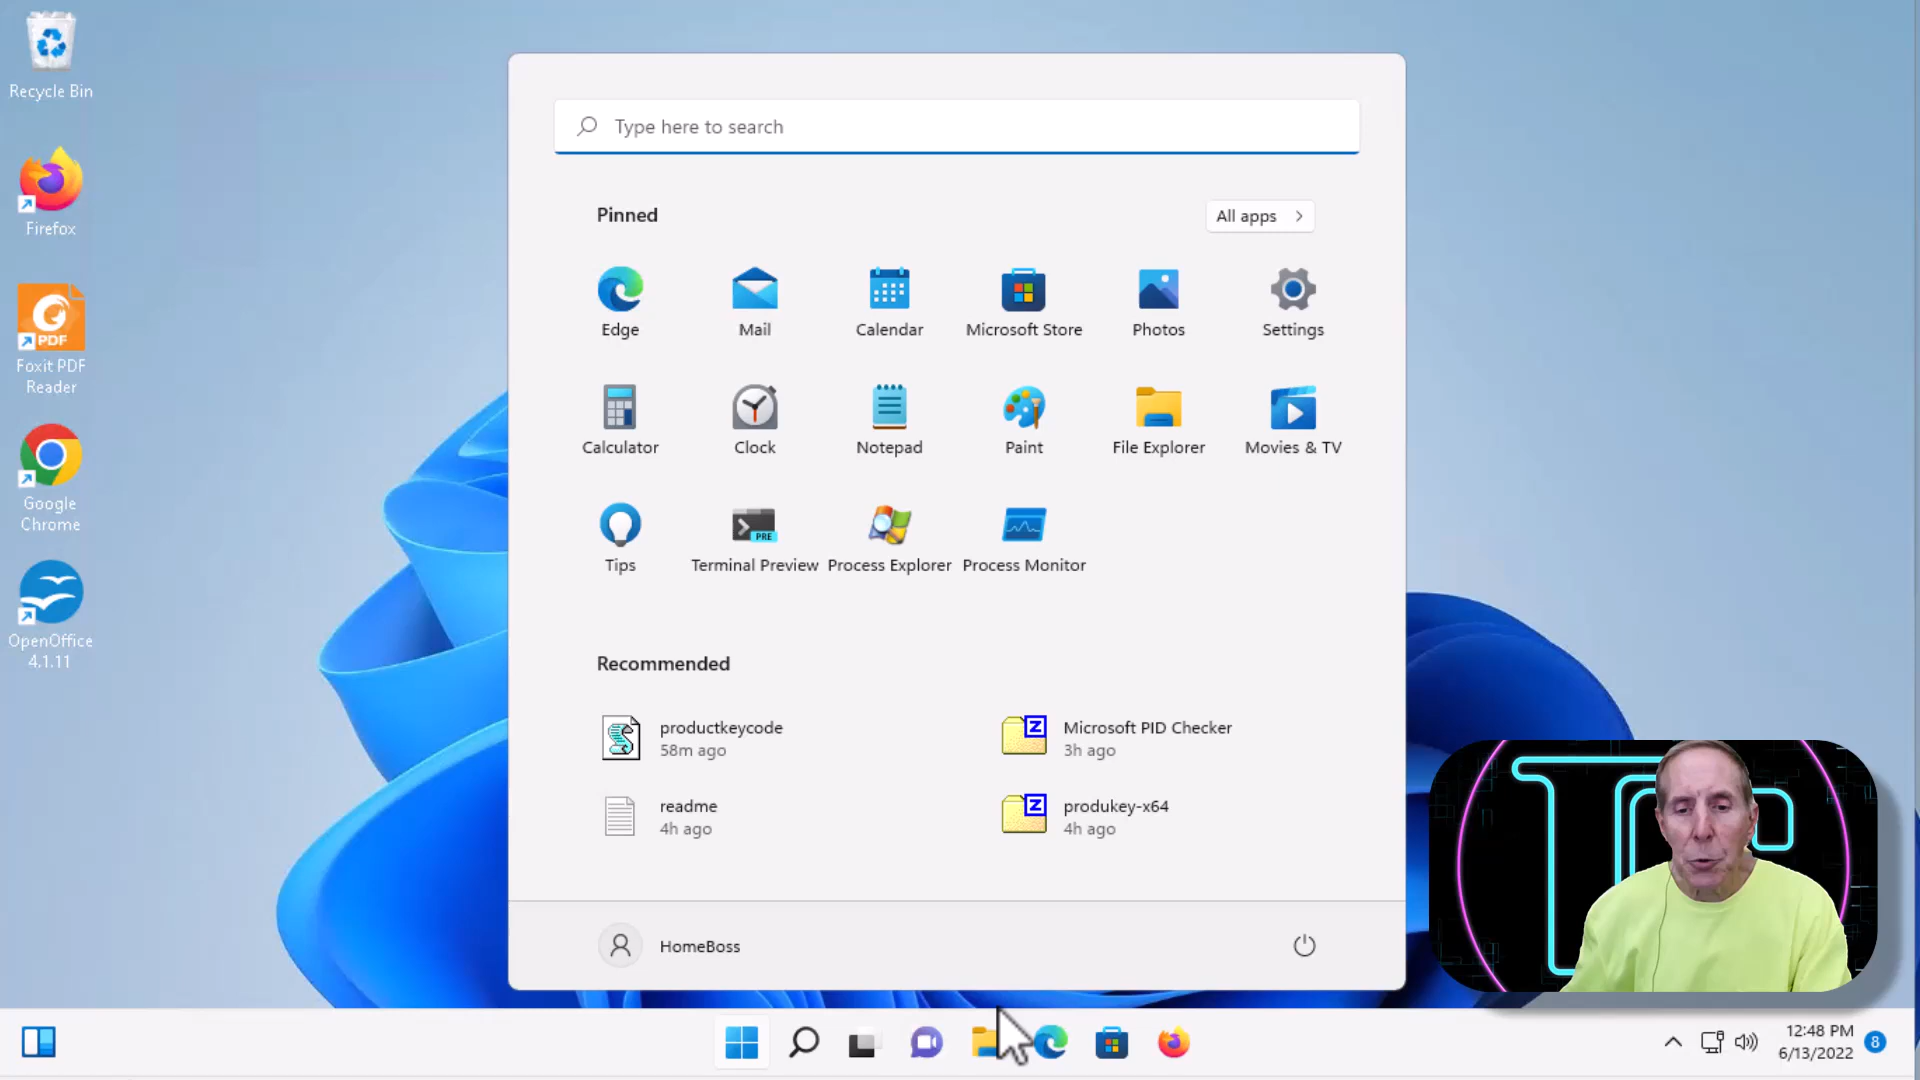 Recycle Bin
Firefox
PDF
Foxit PDF
Reader
Google
Chrome
OpenOffice
4.1.11
Type here to search
Pinned
All apps
Edge
Mail
Calendar
Microsoft Store
Photos
Settings
Calculator
Clock
Notepad
Paint
File Explorer
Movies & TV
PRE
Tips
Terminal Preview
Process Explorer
Process Monitor
Recommended
productkeycode
58m ago
Microsoft PID Checker
3h ago
readme
4h ago
produkey-x64
4h ago
HomeBoss
12:48 PM
6/13/2022
8